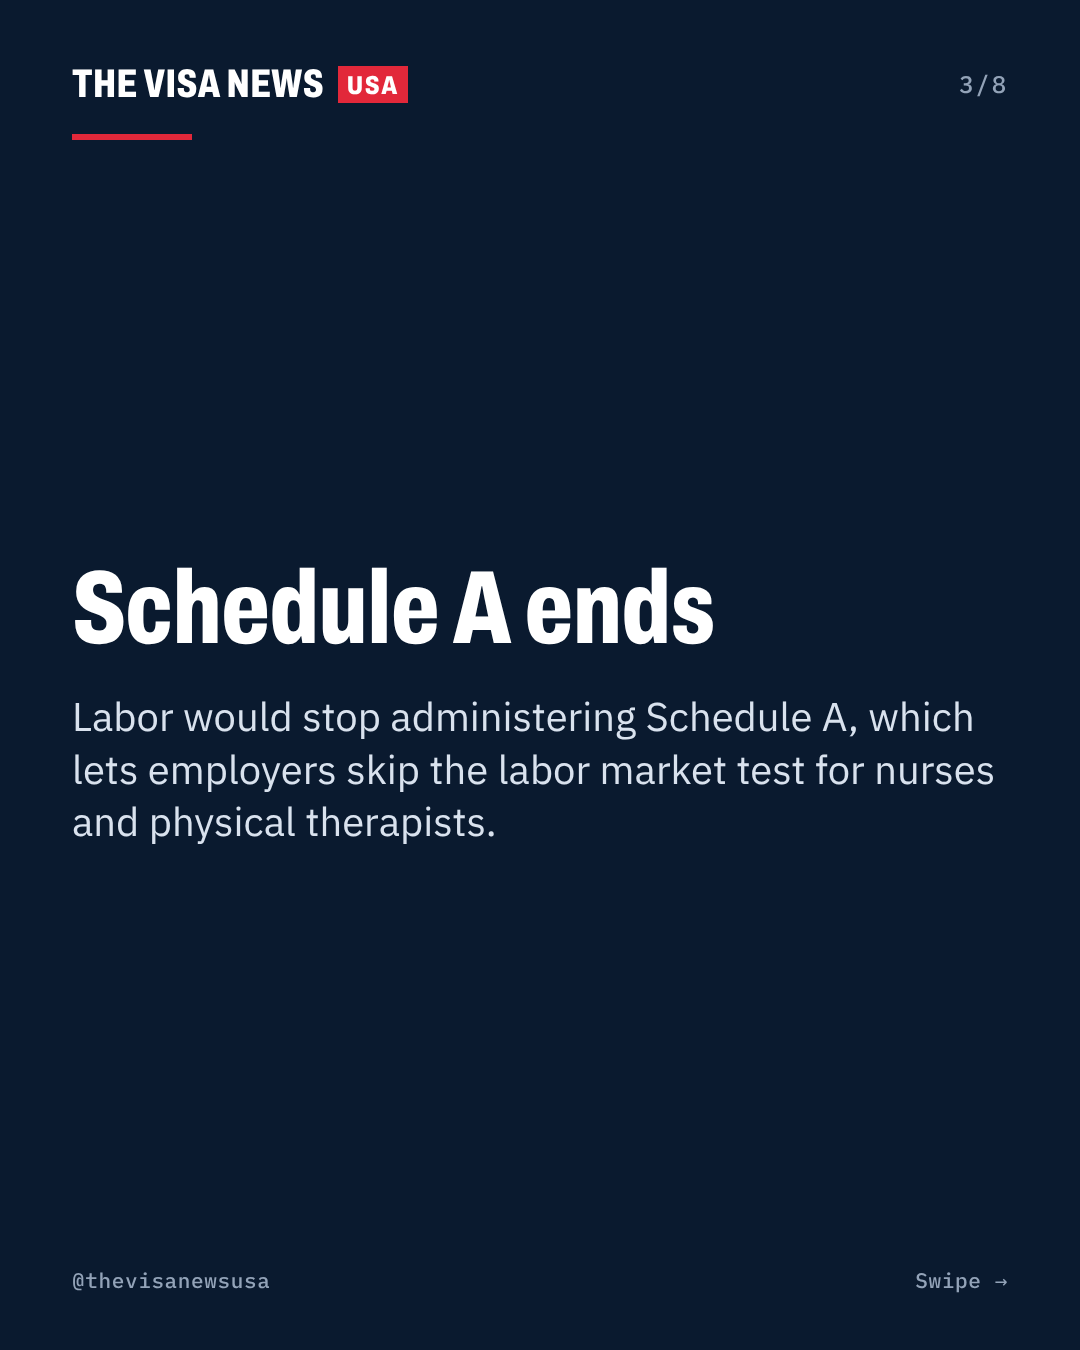 THE VISA NEWS USA
3/8
Schedule A ends
Labor would stop administering Schedule A, which
lets employers skip the labor market test for nurses
and physical therapists.
@thevisanewsusa
Swipe →